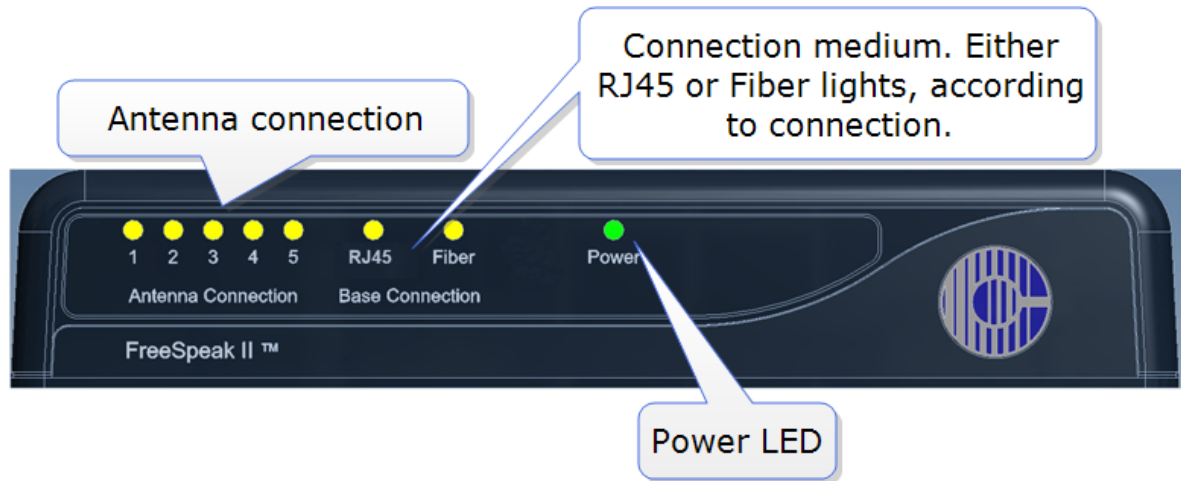 Connection medium. Either
RJ45 or Fiber lights, according
to connection.
Antenna connection
1 2 3 4 5 RJ45 Fiber Power
Antenna Connection Base Connection
FreeSpeak II ™
Power LED